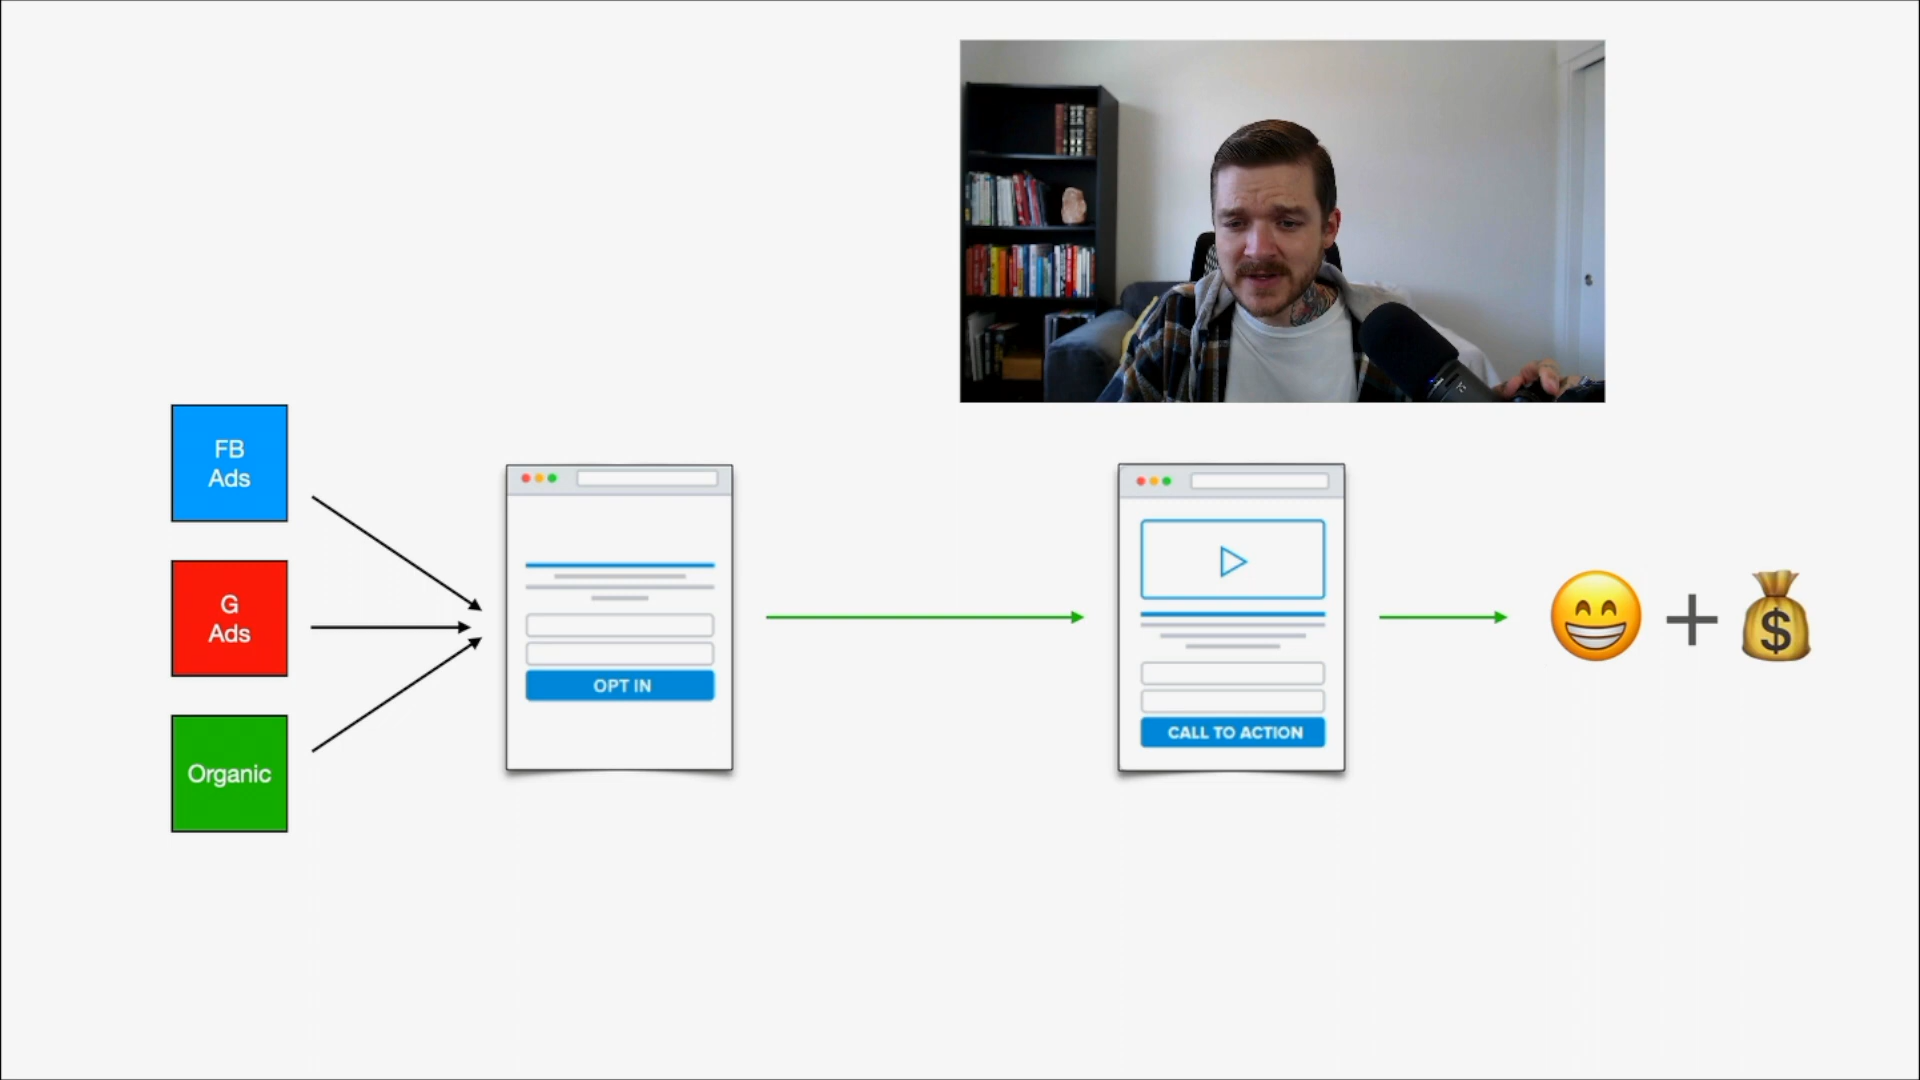 FB
Ads
G
Ads
Organic
OPT IN
CALL TO ACTION